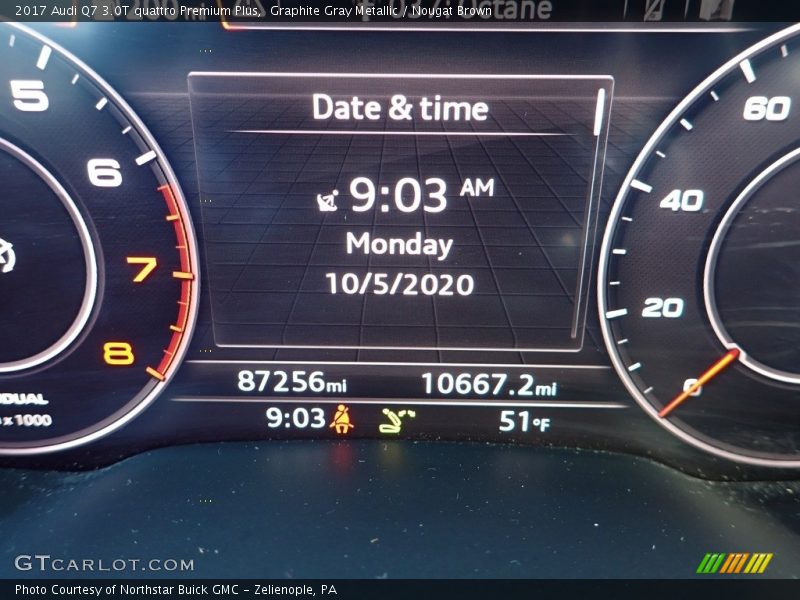 2017 Audi Q7 3.0T quattro Premium Plus, Graphite Gray Metallic / Nougat Brown
Date & time
9:03 AM
Monday
10/5/2020
5
6
7
8
x 1000
60
40
20
0
87256mi 10667.2mi
9:03 51°F
GTCARLOT.COM
Photo Courtesy of Northstar Buick GMC - Zelienople, PA